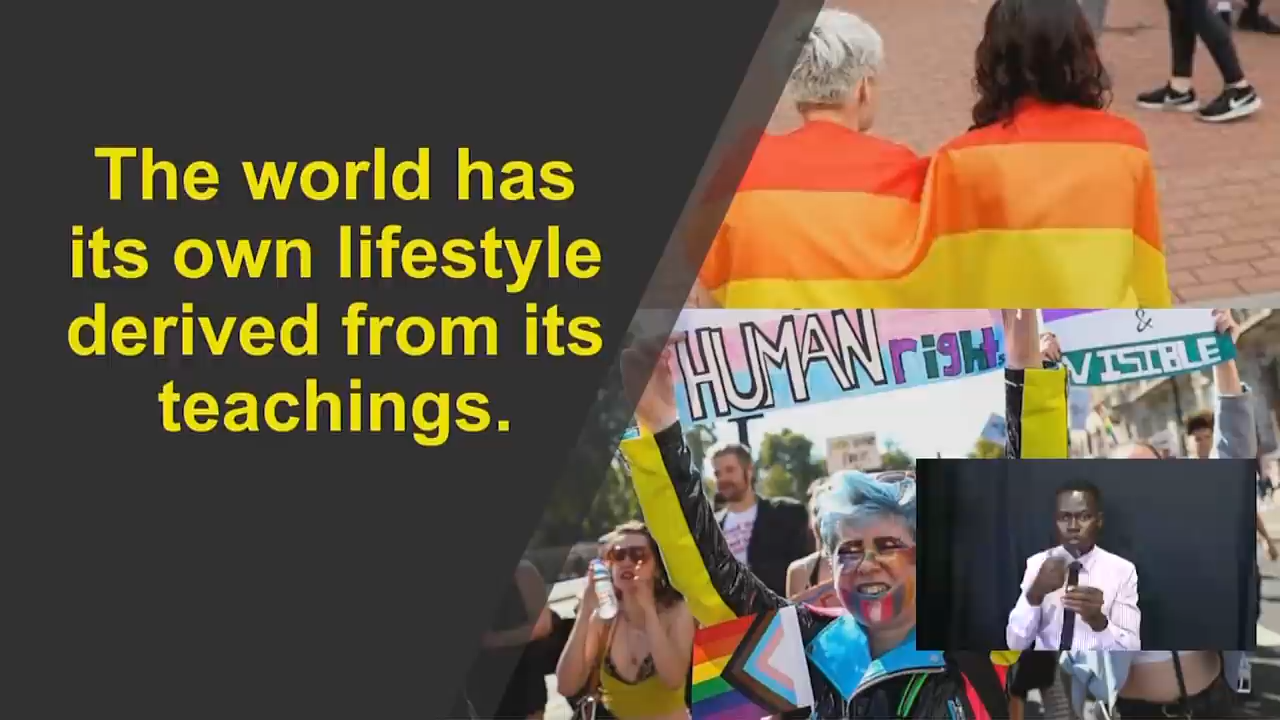 The world has
its own lifestyle
derived from its
teachings.
HUMAN rights
&
VISIBLE